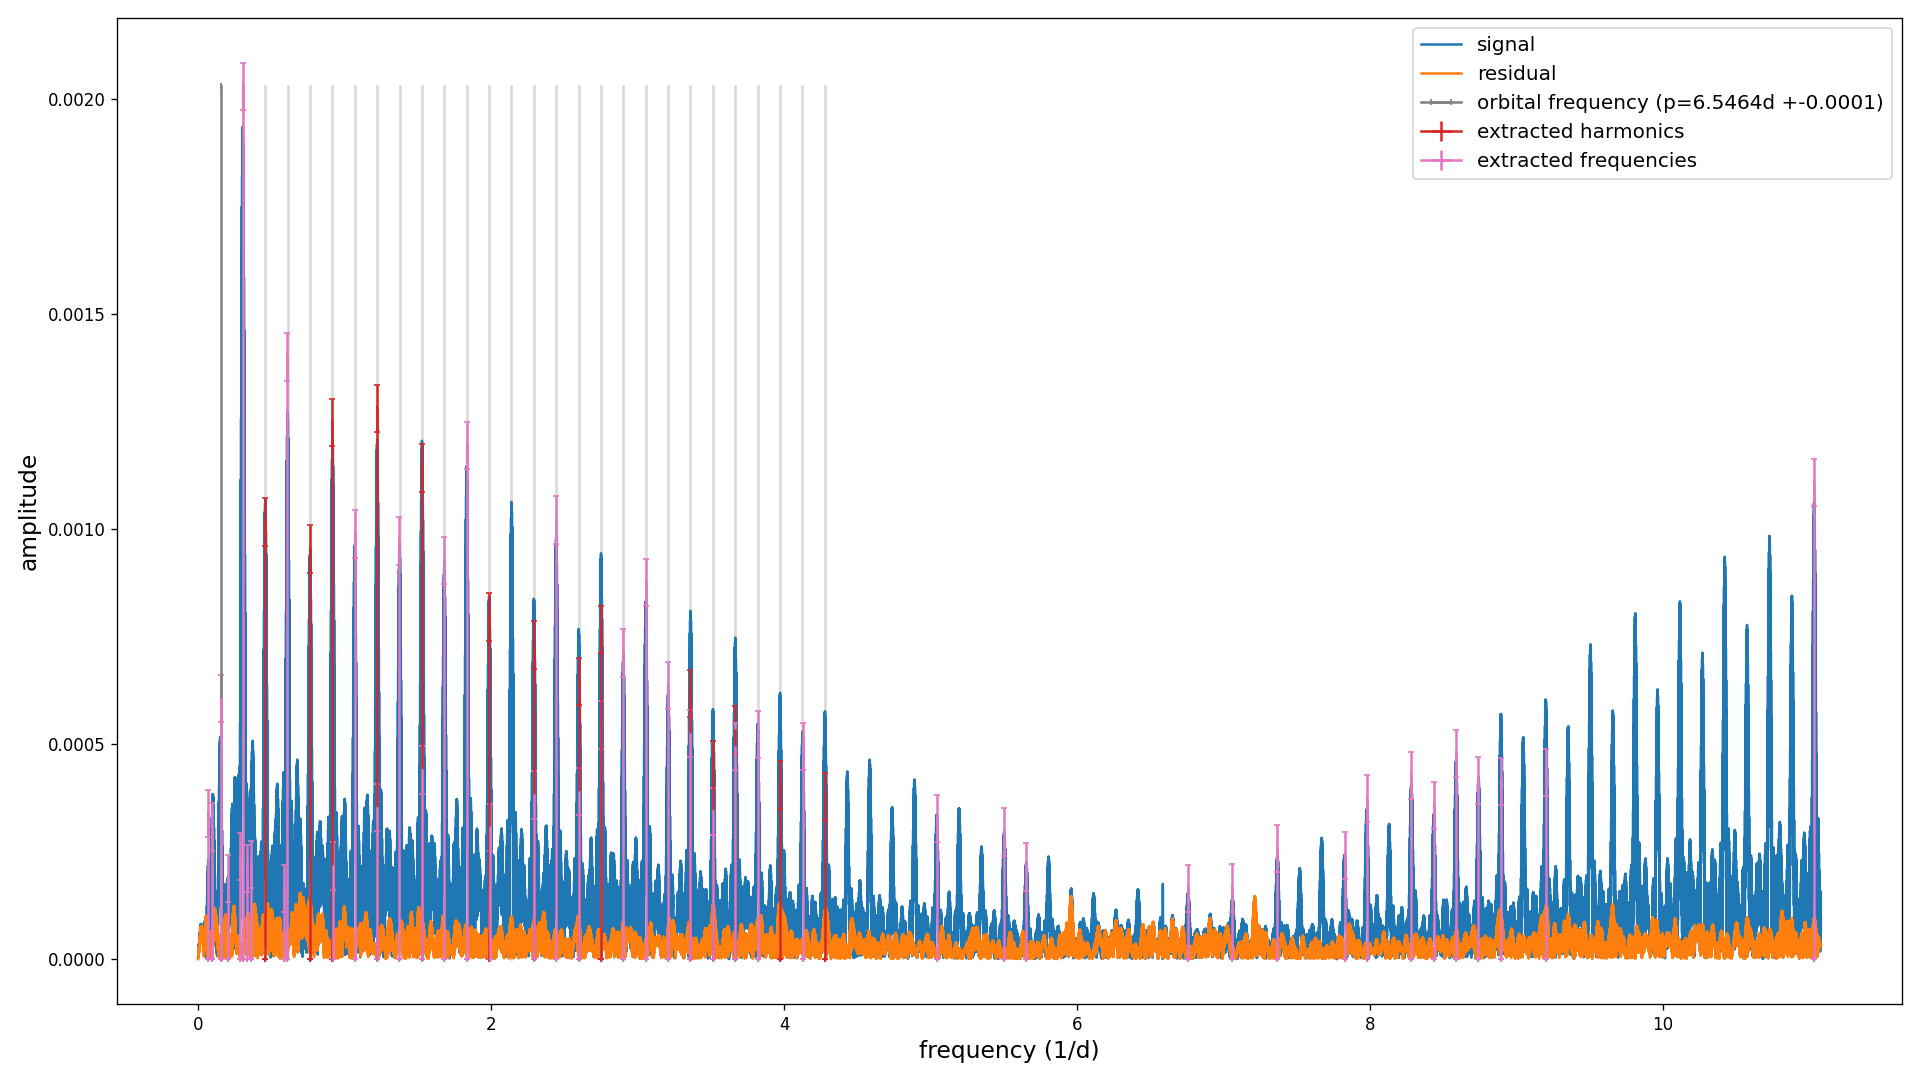 signal
residual
orbital frequency (p=6.5464d +-0.0001)
extracted harmonics
extracted frequencies
0.0020
0.0015
0.0010
0.0005
0.0000
amplitude
0 2 4 6 8 10
frequency (1/d)